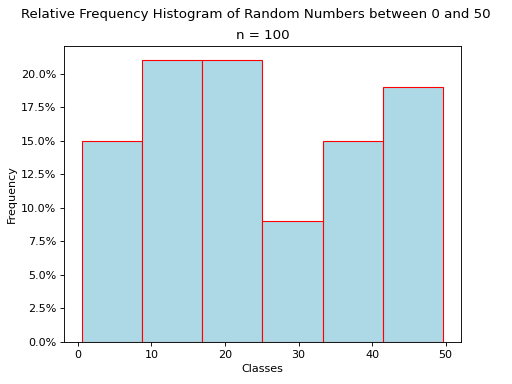 Relative Frequency Histogram of Random Numbers between 0 and 50
n = 100
20.0%
17.5%
15.0%
12.5%
10.0%
7.5%
5.0%
2.5%
0.0%
Frequency
0 10 20 30 40 50
Classes